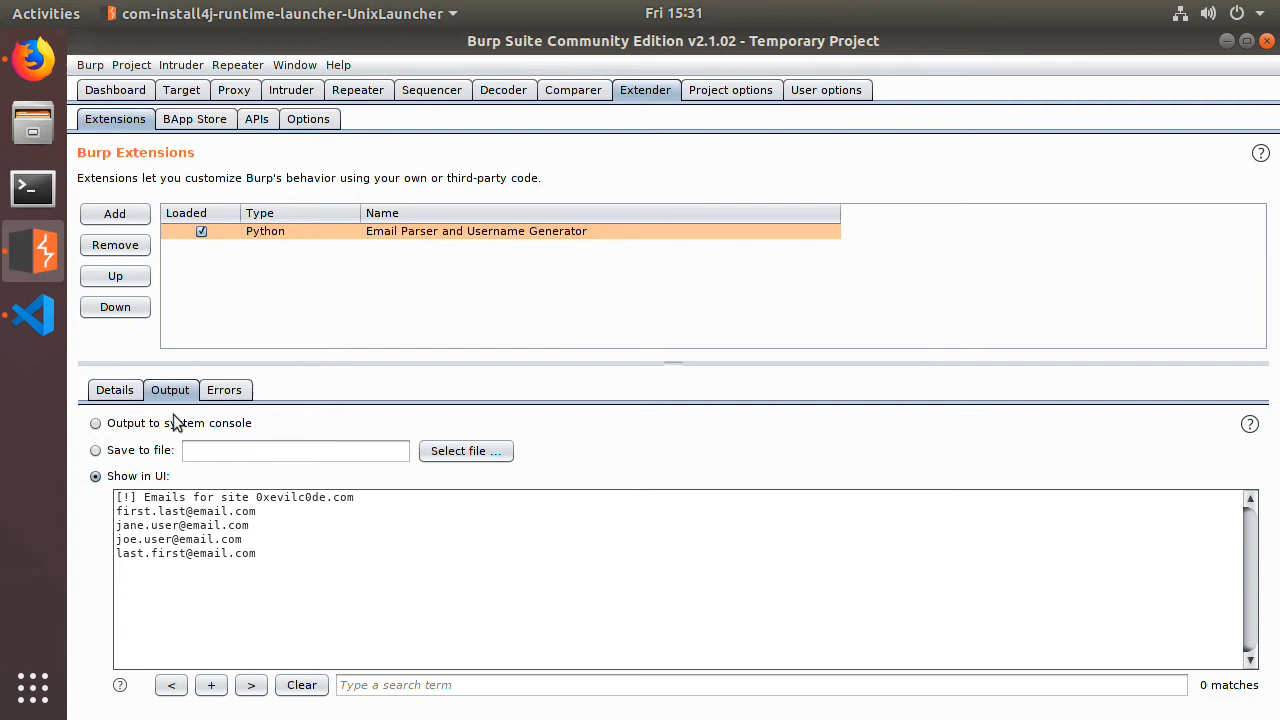 Activities com-install4j-runtime-launcher-UnixLauncher Fri 15:31
Burp Suite Community Edition v2.1.02 - Temporary Project
Burp Project Intruder Repeater Window Help
Dashboard Target Proxy Intruder Repeater Sequencer Decoder Comparer Extender Project options User options
Extensions BApp Store APIs Options
Burp Extensions
?
Extensions let you customize Burp's behavior using your own or third-party code.
Add
Remove
Up
Down
Loaded Type Name
Python Email Parser and Username Generator
Details Output Errors
Output to system console
?
Save to file: Select file ...
Show in UI:
[!] Emails for site 0xevilc0de.com
first.last@email.com
jane.user@email.com
joe.user@email.com
last.first@email.com
? < + > Clear Type a search term 0 matches